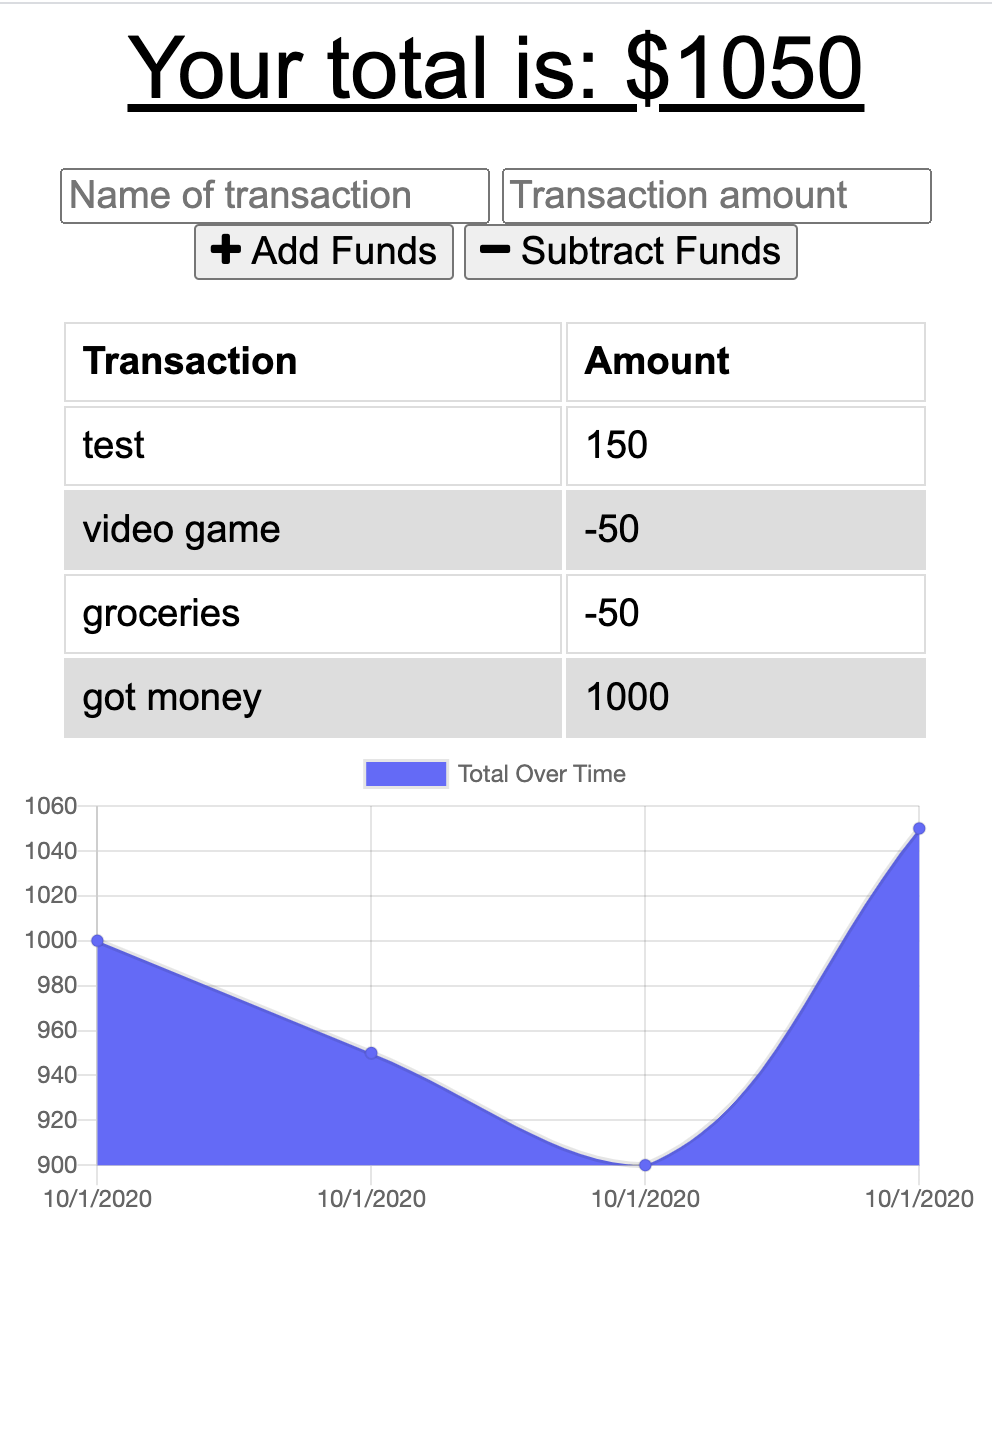 Your total is: $1050
Name of transaction Transaction amount
Add Funds Subtract Funds
Transaction Amount
test 150
video game -50
groceries -50
got money 1000
Total Over Time
1060
1040
1020
1000
980
960
940
920
900
10/1/2020 10/1/2020 10/1/2020 10/1/2020